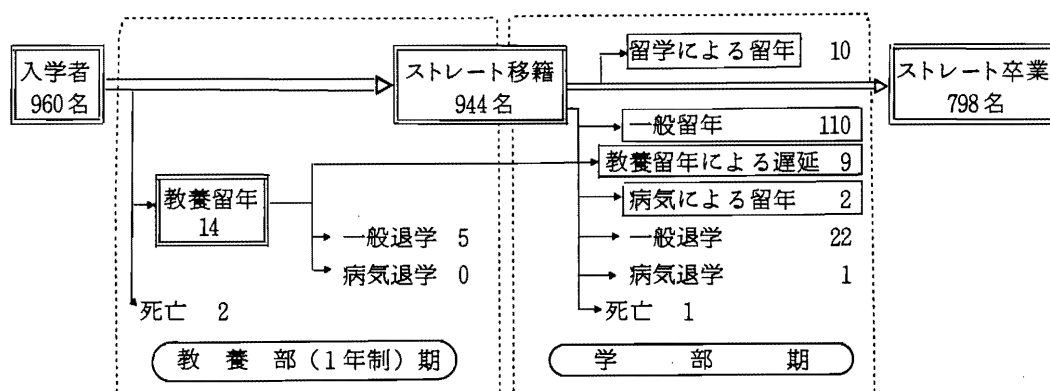 入学者
960名
ストレート移籍
944名
留学による留年 10
ストレート卒業
798名
一般留年 110
教養留年による遅延 9
病気による留年 2
一般退学 22
病気退学 1
死亡 1
教養留年
14
一般退学 5
病気退学 0
死亡 2
教養部(1年制)期
学部期